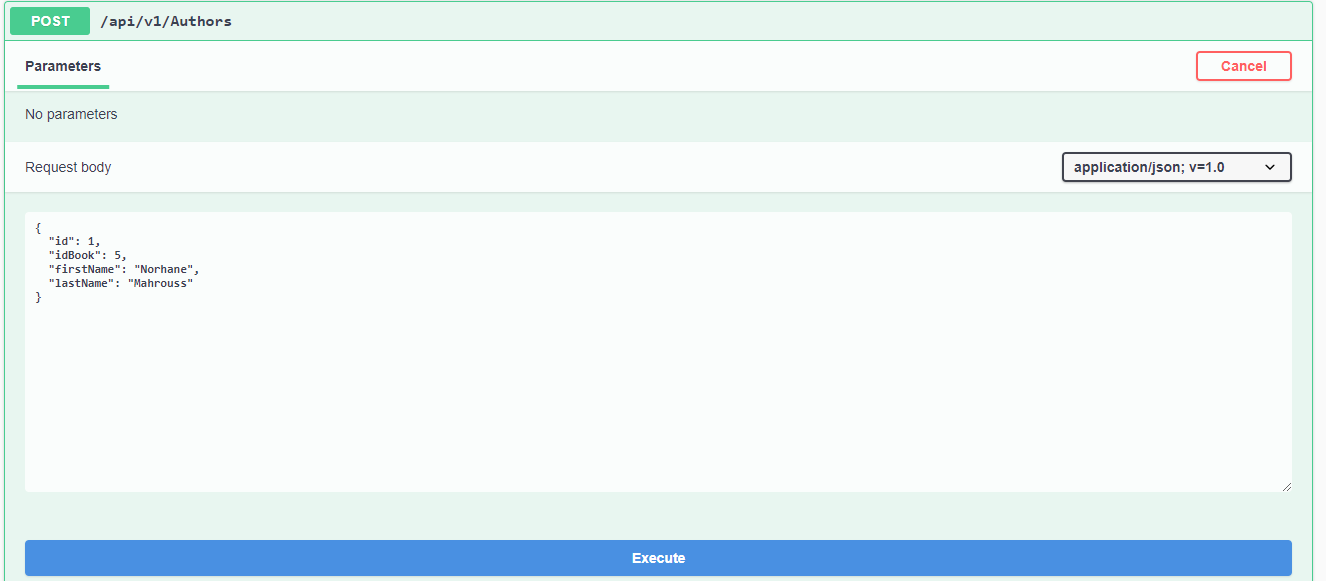 POST /api/v1/Authors
Parameters Cancel
No parameters
Request body application/json; v=1.0
{
  "id": 1,
  "idBook": 5,
  "firstName": "Norhane",
  "lastName": "Mahrouss"
}
Execute